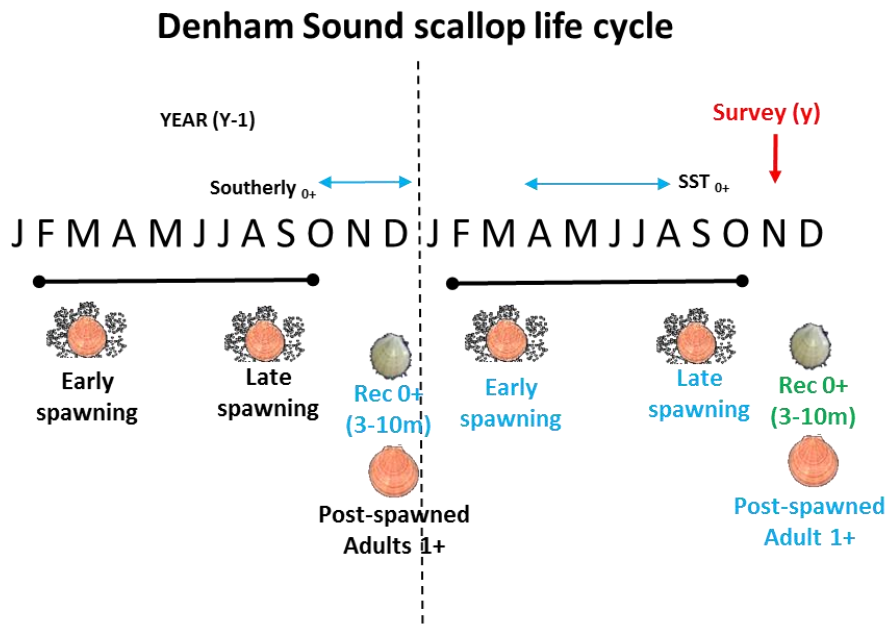 Denham Sound scallop life cycle
YEAR (Y-1)
Survey (y)
Southerly 0+
SST 0+
J F M A M J J A S O N D J F M A M J J A S O N D
Early
spawning
Late
spawning
Rec 0+
(3-10m)
Post-spawned
Adults 1+
Early
spawning
Late
spawning
Rec 0+
(3-10m)
Post-spawned
Adult 1+